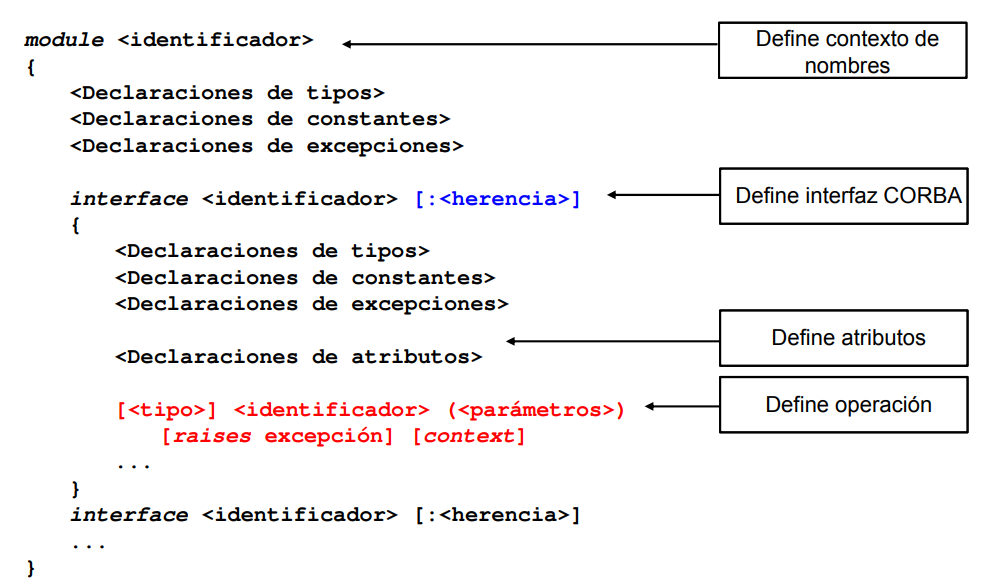 module <identificador>
Define contexto de
nombres
{
<Declaraciones de tipos>
<Declaraciones de constantes>
<Declaraciones de excepciones>
interface <identificador> [:<herencia>]
Define interfaz CORBA
{
<Declaraciones de tipos>
<Declaraciones de constantes>
<Declaraciones de excepciones>
<Declaraciones de atributos>
Define atributos
[<tipo>] <identificador> (<parámetros>)
Define operación
[raises excepción] [context]
...
}
interface <identificador> [:<herencia>]
...
}